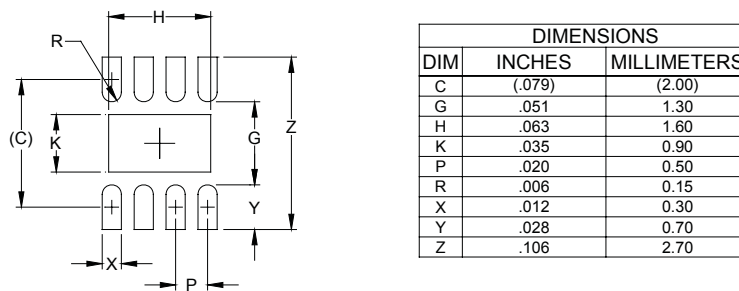 H
R
(C)
K
G
Z
Y
X
P
DIMENSIONS
DIM INCHES MILLIMETERS
C (.079) (2.00)
G .051 1.30
H .063 1.60
K .035 0.90
P .020 0.50
R .006 0.15
X .012 0.30
Y .028 0.70
Z .106 2.70